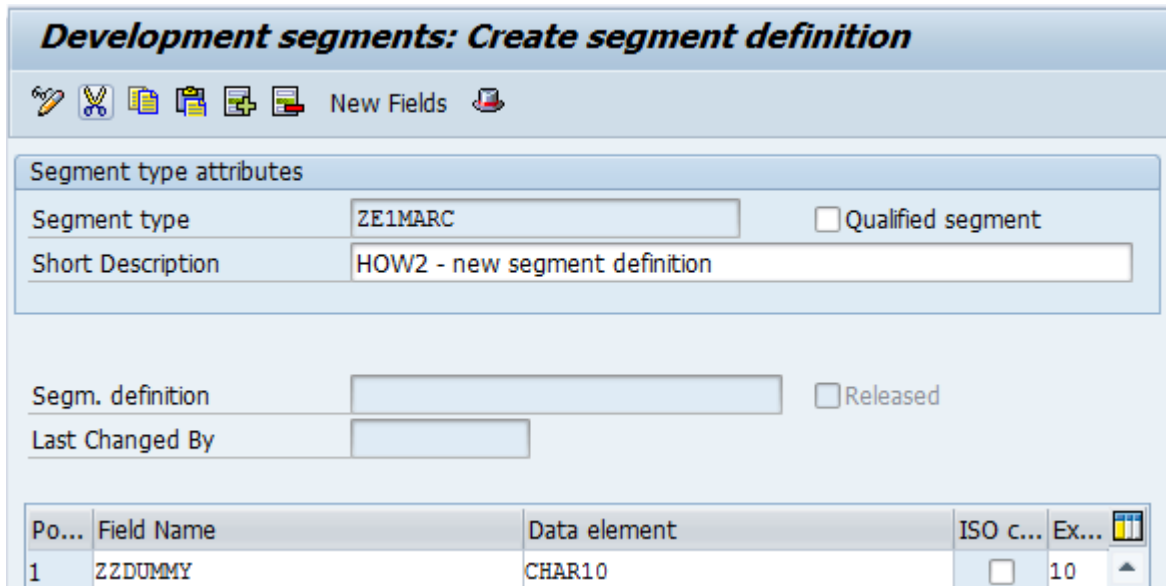 Development segments: Create segment definition
New Fields
Segment type attributes
Segment type ZE1MARC Qualified segment
Short Description HOW2 - new segment definition
Segm. definition Released
Last Changed By
Po... Field Name Data element ISO c... Ex...
1 ZZDUMMY CHAR10 10